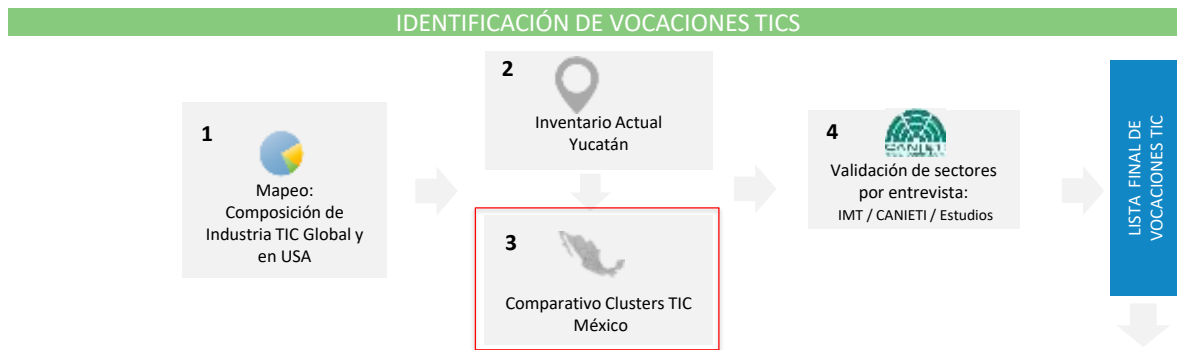 IDENTIFICACIÓN DE VOCACIONES TICS
1
Mapeo:
Composición de
Industria TIC Global y
en USA
2
Inventario Actual
Yucatán
3
Comparativo Clusters TIC
México
4
CANIETI
Validación de sectores
por entrevista:
IMT / CANIETI / Estudios
LISTA FINAL DE
VOCACIONES TIC